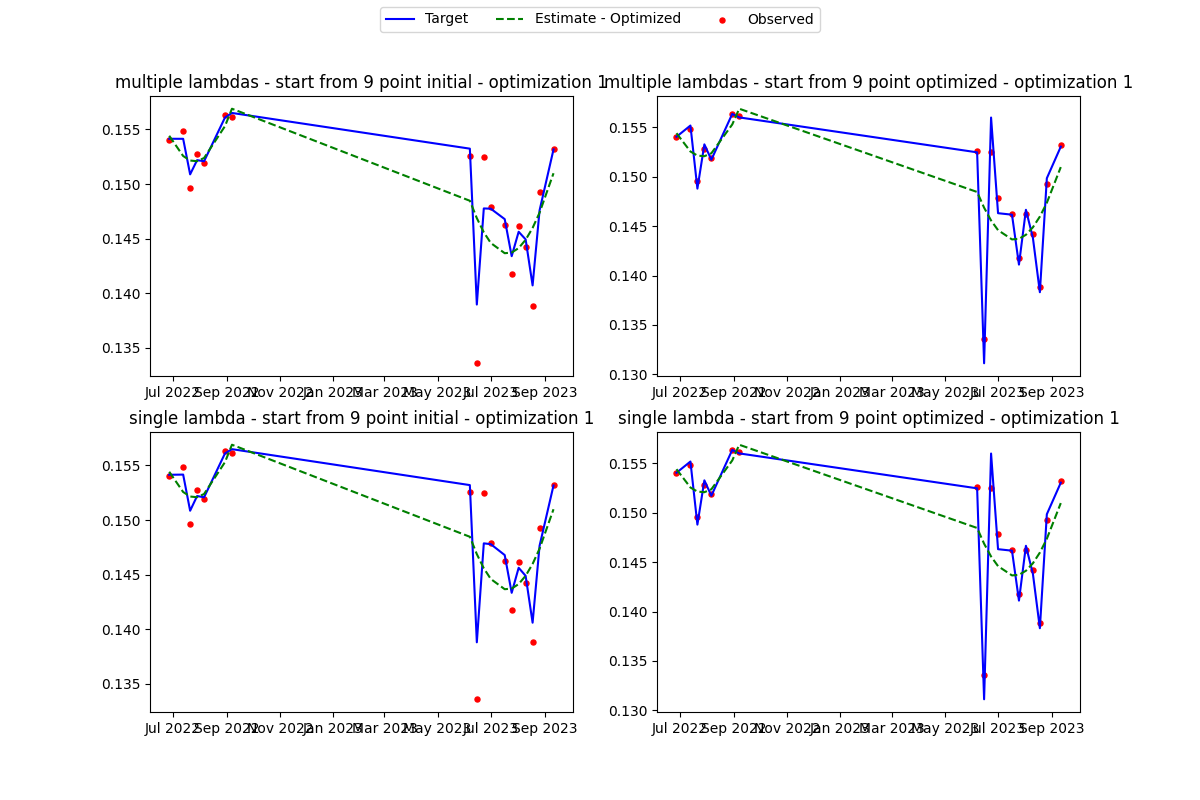 Target Estimate - Optimized Observed
multiple lambdas - start from 9 point initial - optimization 1
0.155
0.150
0.145
0.140
0.135
Jul 2022 Sep 2022 Nov 2022 Jan 2023 Mar 2023 May 2023 Jul 2023 Sep 2023
multiple lambdas - start from 9 point optimized - optimization 1
0.155
0.150
0.145
0.140
0.135
0.130
Jul 2022 Sep 2022 Nov 2022 Jan 2023 Mar 2023 May 2023 Jul 2023 Sep 2023
single lambda - start from 9 point initial - optimization 1
0.155
0.150
0.145
0.140
0.135
Jul 2022 Sep 2022 Nov 2022 Jan 2023 Mar 2023 May 2023 Jul 2023 Sep 2023
single lambda - start from 9 point optimized - optimization 1
0.155
0.150
0.145
0.140
0.135
0.130
Jul 2022 Sep 2022 Nov 2022 Jan 2023 Mar 2023 May 2023 Jul 2023 Sep 2023